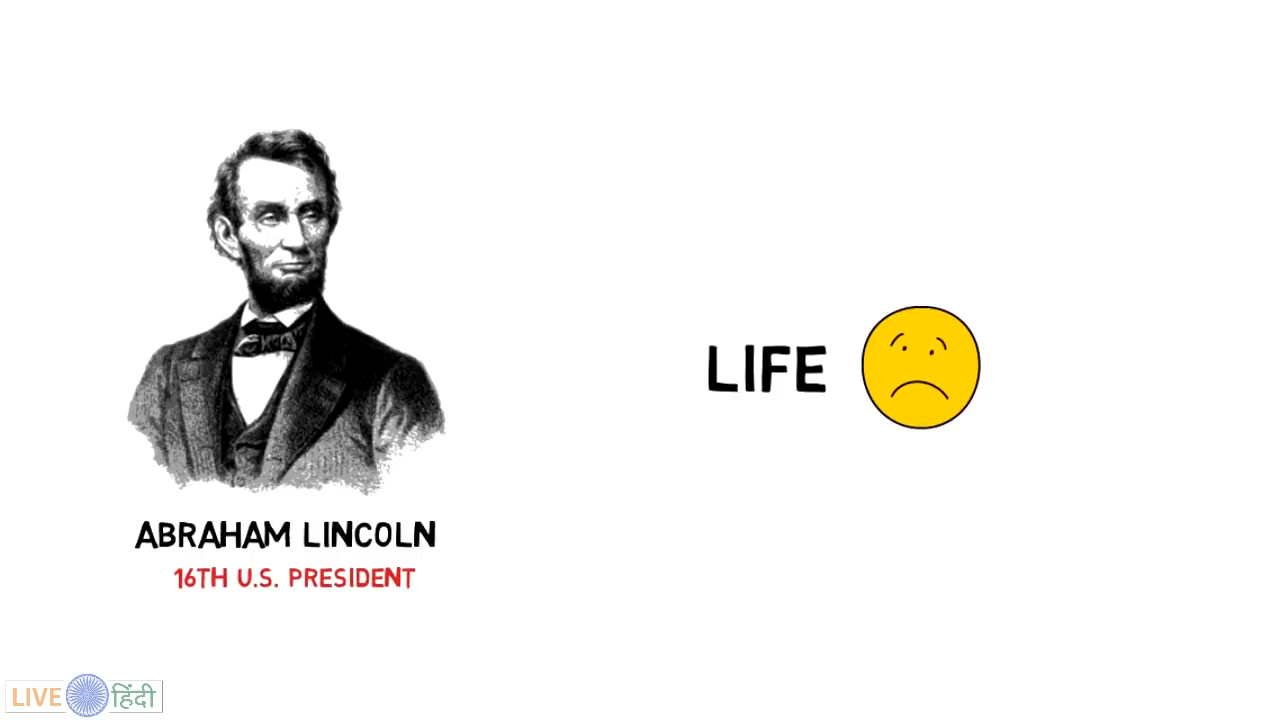 LIFE
ABRAHAM LINCOLN
16TH U.S. PRESIDENT
LIVE हिंदी